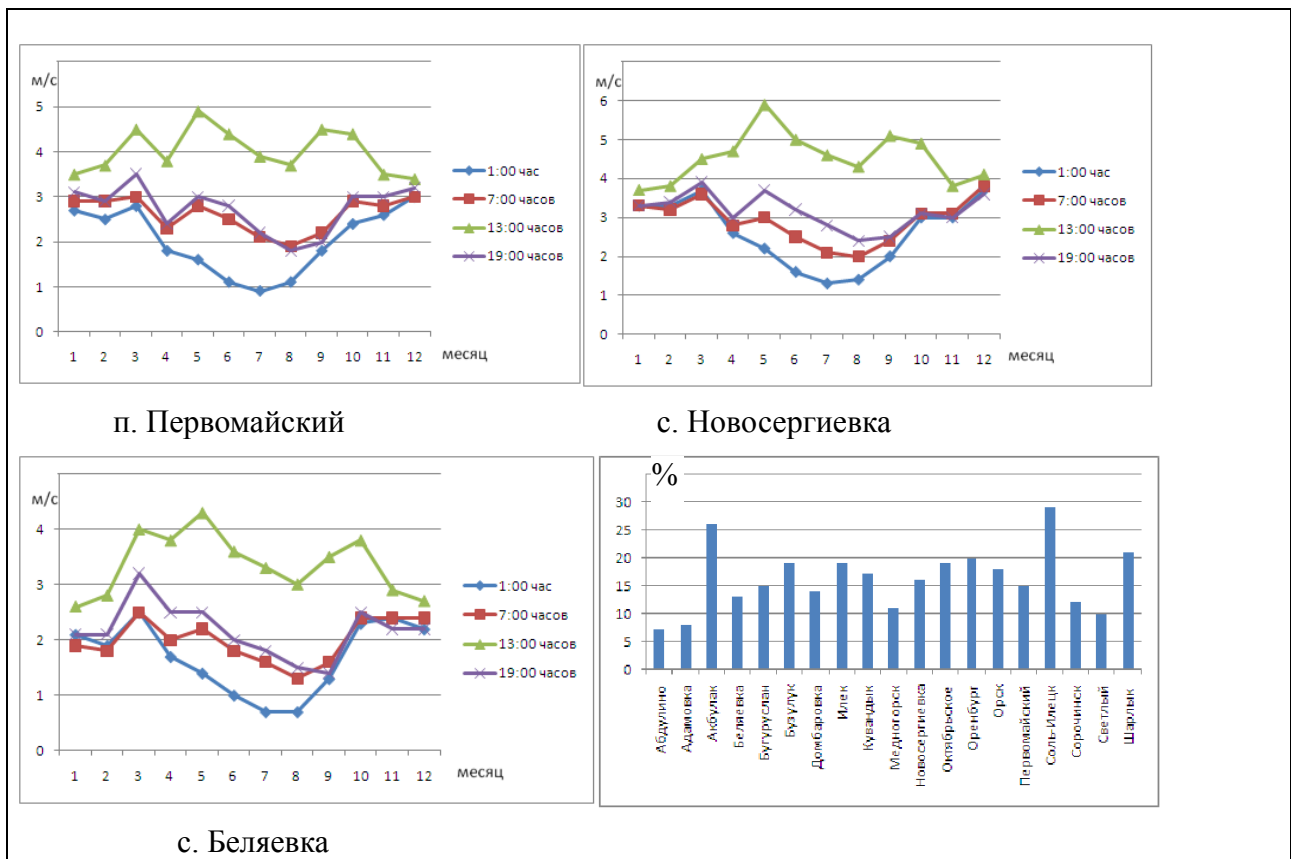 м/с
5
4
3
2
1
0
1 2 3 4 5 6 7 8 9 10 11 12
месяц
1:00 час
7:00 часов
13:00 часов
19:00 часов
п. Первомайский
м/с
6
5
4
3
2
1
0
1 2 3 4 5 6 7 8 9 10 11 12
месяц
1:00 час
7:00 часов
13:00 часов
19:00 часов
с. Новосергиевка
м/с
4
3
2
1
0
1 2 3 4 5 6 7 8 9 10 11 12
месяц
1:00 час
7:00 часов
13:00 часов
19:00 часов
с. Беляевка
%
30
25
20
15
10
5
0
Абдулино
Адамовка
Акбулак
Беляевка
Бугуруслан
Бузулук
Домбаровка
Илек
Кувандык
Медногорск
Новосергиевка
Октябрьское
Оренбург
Орск
Первомайский
Соль-Илецк
Сорочинск
Светлый
Шарлык